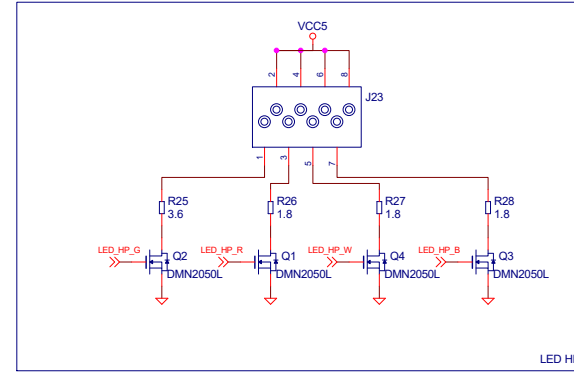 VCC5
2
4
6
8
J23
1
3
5
7
R25
3.6
R26
1.8
R27
1.8
R28
1.8
LED_HP_G
Q2
DMN2050L
LED_HP_R
Q1
DMN2050L
LED_HP_W
Q4
DMN2050L
LED_HP_B
Q3
DMN2050L